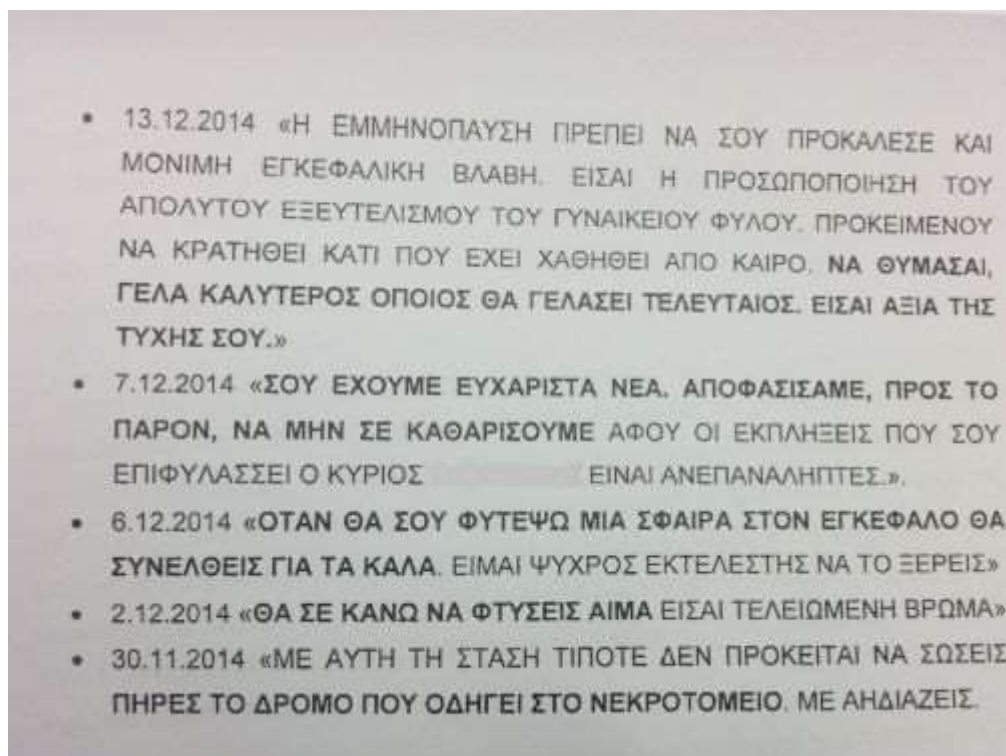 • 13.12.2014 «Η ΕΜΜΗΝΟΠΑΥΣΗ ΠΡΕΠΕΙ ΝΑ ΣΟΥ ΠΡΟΚΑΛΕΣΕ ΚΑΙ
ΜΟΝΙΜΗ ΕΓΚΕΦΑΛΙΚΗ ΒΛΑΒΗ. ΕΙΣΑΙ Η ΠΡΟΣΩΠΟΠΟΙΗΣΗ ΤΟΥ
ΑΠΟΛΥΤΟΥ ΕΞΕΥΤΕΛΙΣΜΟΥ ΤΟΥ ΓΥΝΑΙΚΕΙΟΥ ΦΥΛΟΥ. ΠΡΟΚΕΙΜΕΝΟΥ
ΝΑ ΚΡΑΤΗΘΕΙ ΚΑΤΙ ΠΟΥ ΕΧΕΙ ΧΑΘΗΘΕΙ ΑΠΟ ΚΑΙΡΟ. ΝΑ ΘΥΜΑΣΑΙ,
ΓΕΛΑ ΚΑΛΥΤΕΡΟΣ ΟΠΟΙΟΣ ΘΑ ΓΕΛΑΣΕΙ ΤΕΛΕΥΤΑΙΟΣ. ΕΙΣΑΙ ΑΞΙΑ ΤΗΣ
ΤΥΧΗΣ ΣΟΥ.»
• 7.12.2014 «ΣΟΥ ΕΧΟΥΜΕ ΕΥΧΑΡΙΣΤΑ ΝΕΑ. ΑΠΟΦΑΣΙΣΑΜΕ, ΠΡΟΣ ΤΟ
ΠΑΡΟΝ, ΝΑ ΜΗΝ ΣΕ ΚΑΘΑΡΙΣΟΥΜΕ ΑΦΟΥ ΟΙ ΕΚΠΛΗΞΕΙΣ ΠΟΥ ΣΟΥ
ΕΠΙΦΥΛΑΣΣΕΙ Ο ΚΥΡΙΟΣ ΕΙΝΑΙ ΑΝΕΠΑΝΑΛΗΠΤΕΣ.».
• 6.12.2014 «ΟΤΑΝ ΘΑ ΣΟΥ ΦΥΤΕΨΩ ΜΙΑ ΣΦΑΙΡΑ ΣΤΟΝ ΕΓΚΕΦΑΛΟ ΘΑ
ΣΥΝΕΛΘΕΙΣ ΓΙΑ ΤΑ ΚΑΛΑ. ΕΙΜΑΙ ΨΥΧΡΟΣ ΕΚΤΕΛΕΣΤΗΣ ΝΑ ΤΟ ΞΕΡΕΙΣ»
• 2.12.2014 «ΘΑ ΣΕ ΚΑΝΩ ΝΑ ΦΤΥΣΕΙΣ ΑΙΜΑ ΕΙΣΑΙ ΤΕΛΕΙΩΜΕΝΗ ΒΡΩΜΑ»
• 30.11.2014 «ΜΕ ΑΥΤΗ ΤΗ ΣΤΑΣΗ ΤΙΠΟΤΕ ΔΕΝ ΠΡΟΚΕΙΤΑΙ ΝΑ ΣΩΣΕΙΣ
ΠΗΡΕΣ ΤΟ ΔΡΟΜΟ ΠΟΥ ΟΔΗΓΕΙ ΣΤΟ ΝΕΚΡΟΤΟΜΕΙΟ. ΜΕ ΑΗΔΙΑΖΕΙΣ.